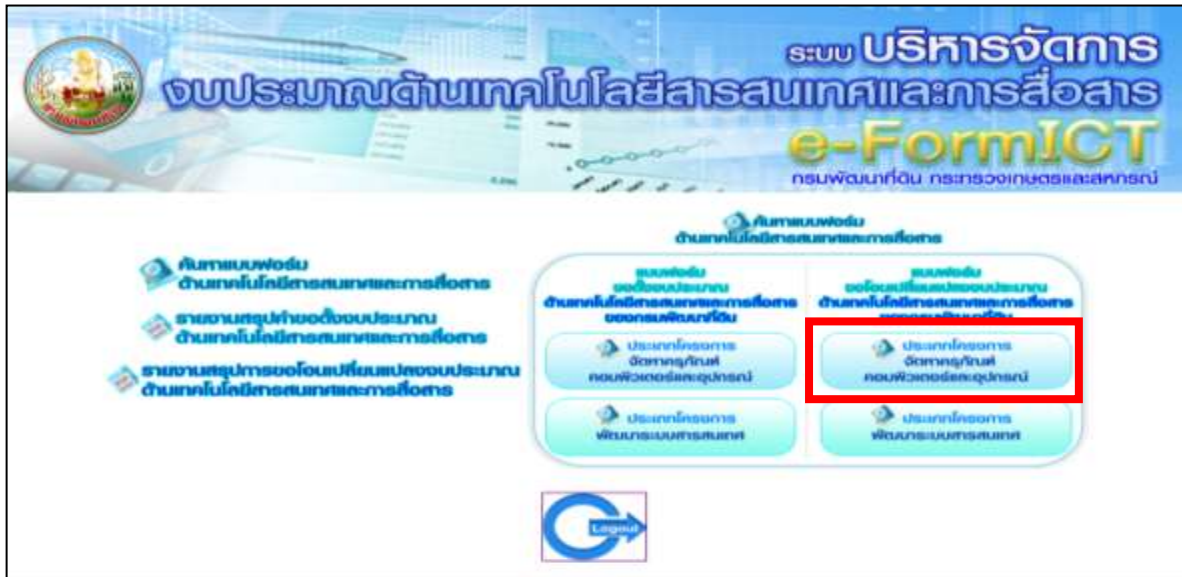 ระบบ บริหารจัดการ
งบประมาณด้านเทคโนโลยีสารสนเทศและการสื่อสาร
e-FormICT
กรมพัฒนาที่ดิน กระทรวงเกษตรและสหกรณ์
ค้นหาแบบฟอร์ม
ด้านเทคโนโลยีสารสนเทศและการสื่อสาร
รายงานสรุปคำขอตั้งงบประมาณ
ด้านเทคโนโลยีสารสนเทศและการสื่อสาร
รายงานสรุปการขอโอนเปลี่ยนแปลงงบประมาณ
ด้านเทคโนโลยีสารสนเทศและการสื่อสาร
ค้นหาแบบฟอร์ม
ด้านเทคโนโลยีสารสนเทศและการสื่อสาร
แบบฟอร์ม
ขอตั้งงบประมาณ
ด้านเทคโนโลยีสารสนเทศและการสื่อสาร
ของกรมพัฒนาที่ดิน
ประเภทโครงการ
จัดหาครุภัณฑ์
คอมพิวเตอร์และอุปกรณ์
ประเภทโครงการ
พัฒนาระบบสารสนเทศ
แบบฟอร์ม
ขอโอนเปลี่ยนแปลงงบประมาณ
ด้านเทคโนโลยีสารสนเทศและการสื่อสาร
ของกรมพัฒนาที่ดิน
ประเภทโครงการ
จัดหาครุภัณฑ์
คอมพิวเตอร์และอุปกรณ์
ประเภทโครงการ
พัฒนาระบบสารสนเทศ
Logout